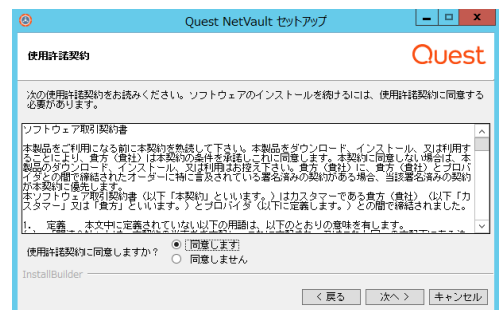 Quest NetVault セットアップ
使用許諾契約
Quest
次の使用許諾契約をお読みください。ソフトウェアのインストールを続けるには、使用許諾契約に同意する
必要があります。
ソフトウェア取引契約書
本製品をご利用になる前に本契約を熟読して下さい。本製品をダウンロード、インストール、又は利用す
ることにより、貴方（貴社）は本契約の条件を承諾しこれに同意します。本契約に同意しない場合は、本
製品のダウンロード、インストール、又は利用はお控え下さい。貴方（貴社）に、貴方（貴社）とプロバ
イダとの間で締結されたオーダーに特に言及されている署名済みの契約がある場合、当該署名済みの契約
が本契約に優先します。
本ソフトウェア取引契約書（以下「本契約」といいます。）はカスタマーである貴方（貴社）（以下「カ
スタマー」又は「貴方」といいます。）とプロバイダ（以下に定義します。）との間で締結されました。
1. 定義 本文中に定義されていない以下の用語は、以下のとおりの意味を有します。
使用許諾契約に同意しますか？
同意します
同意しません
InstallBuilder
< 戻る
次へ >
キャンセル